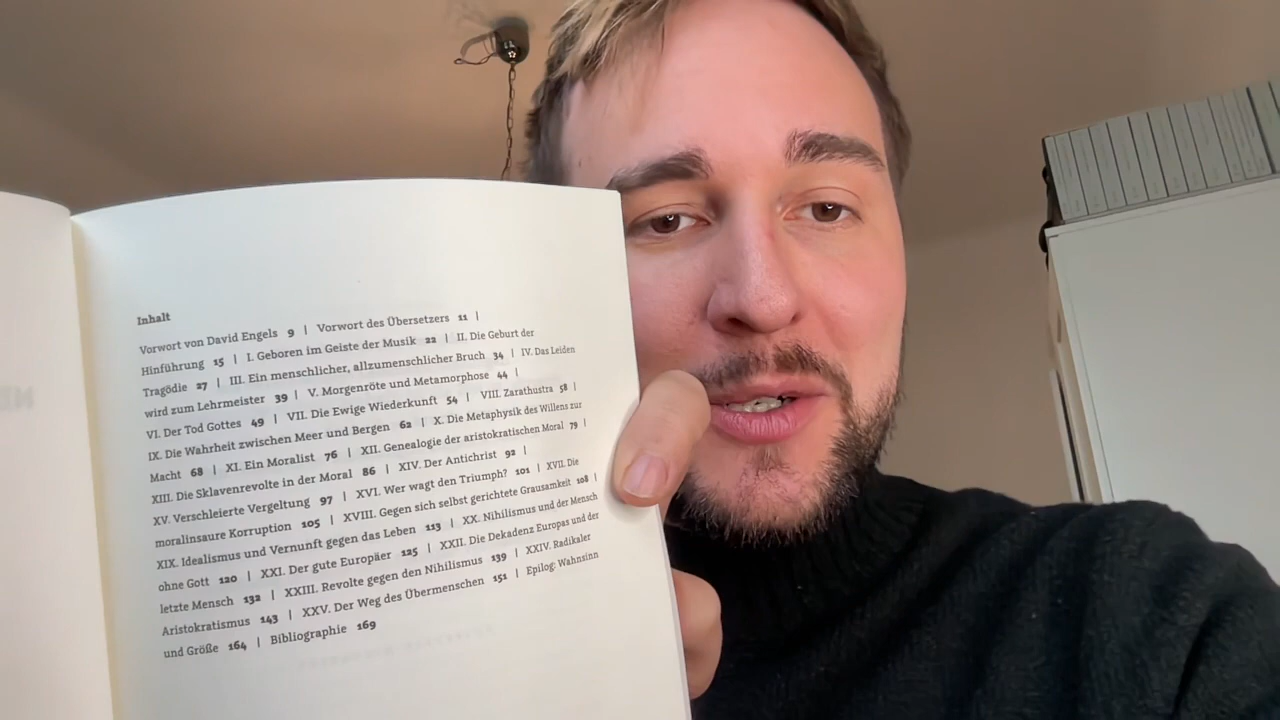 Inhalt
Vorwort von David Engels 9 | Vorwort des Übersetzers 11 |
Hinführung 15 | I. Geboren im Geiste der Musik 22 | II. Die Geburt der
Tragödie 27 | III. Ein menschlicher, allzumenschlicher Bruch 34 | IV. Das Leiden
wird zum Lehrmeister 39 | V. Morgenröte und Metamorphose 44 |
VI. Der Tod Gottes 49 | VII. Die Ewige Wiederkunft 54 | VIII. Zarathustra 58 |
IX. Die Wahrheit zwischen Meer und Bergen 62 | X. Die Metaphysik des Willens zur
Macht 68 | XI. Ein Moralist 76 | XII. Genealogie der aristokratischen Moral 79 |
XIII. Die Sklavenrevolte in der Moral 86 | XIV. Der Antichrist 92 |
XV. Verschleierte Vergeltung 97 | XVI. Wer wagt den Triumph? 101 | XVII. Die
moralinsaure Korruption 105 | XVIII. Gegen sich selbst gerichtete Grausamkeit 108 |
XIX. Idealismus und Vernunft gegen das Leben 113 | XX. Nihilismus und der Mensch
ohne Gott 120 | XXI. Der gute Europäer 125 | XXII. Die Dekadenz Europas und der
letzte Mensch 132 | XXIII. Revolte gegen den Nihilismus 139 | XXIV. Radikaler
Aristokratismus 143 | XXV. Der Weg des Übermenschen 151 | Epilog: Wahnsinn
und Größe 164 | Bibliographie 169